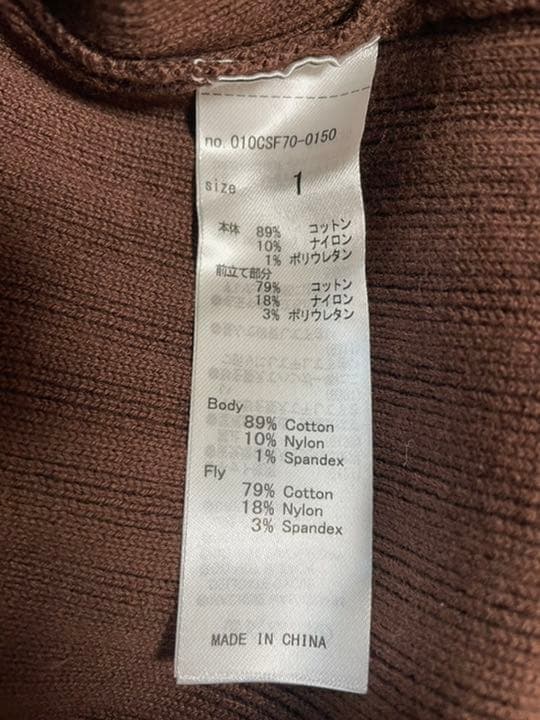 no. 010CSF70-0150
size 1
本体 89% コットン
10% ナイロン
1% ポリウレタン
前立て部分
79% コットン
18% ナイロン
3% ポリウレタン
Body
89% Cotton
10% Nylon
1% Spandex
Fly
79% Cotton
18% Nylon
3% Spandex
MADE IN CHINA